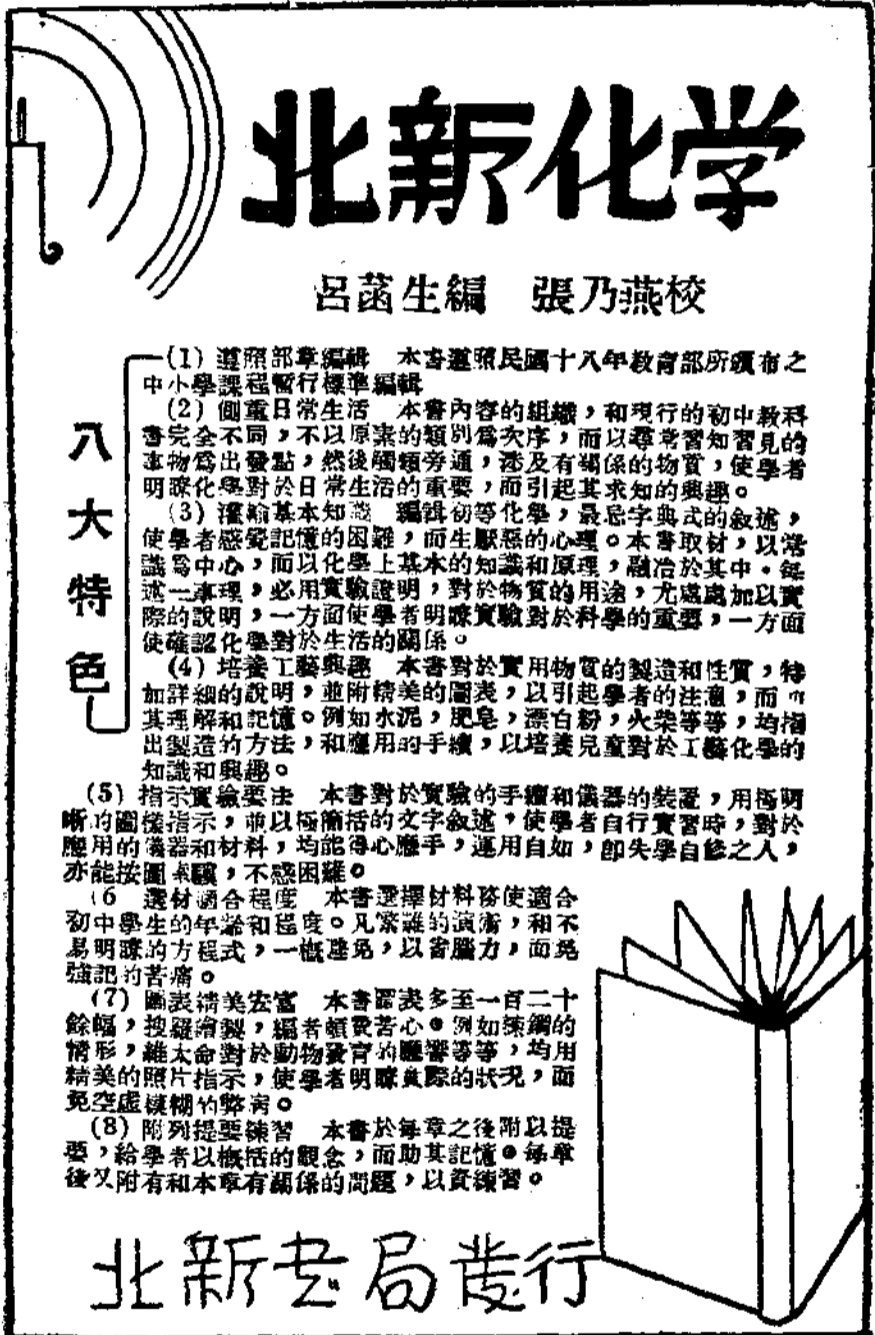 北新化学
呂菡生編 張乃燕校
八大特色
(1) 遵照部章編輯 本書遵照民國十八年教育部所頒布之
中小學課程暫行標準編輯
(2) 側重日常生活 本書內容的組織,和現行的初中教科
書完全不同,不以素的類別為次序,而以尋常的習知習見的
事物為出發點,然後觸類旁通,涉及有關係的物質,使學者
明瞭化學對於日常生活的重要,而引起其求知的興趣。
(3) 灌輸基本知識 編輯初等化學,最忌字典式的敘述,
使學者感覺記憶的困難,而生厭惡心理。本書取材,以常
識為中心,而以化學上基本的知識和原理,融冶於其中。每
述一事理,必用實驗證明,對於物質的用途,尤處處加以實
際的說明,一方面使學者明瞭實驗對於科學的重要,一方面
使確認化學對於生活的關係。
(4) 培養工藝興趣 本書對於實用物質的製造和性質,特
加詳細的說明,並附精美的圖表,以引起學者的注意,而
其理解和記憶。例如水泥,肥皂,漂白粉,火柴等等,均指
出製造的方法和應用的手續,以培養兒童對於工藝化學的
知識和興趣。
(5) 指示實驗要法 本書對於實驗的手續和儀器的裝置,用極明
晰的圖樣指示,並以極簡括的文字敘述,使學者自行實習時,對於
應用的儀器和材料,均能得心應手,運用自如,即失學自修之人,
亦能按圖 驥,不感困難。
(6 選材適合程度 本書選擇材料務使適合
初中學生的年齡和程度。凡繁難的演術,和不
易明瞭的方程式,一概避免,以省腦力,而免
強記的苦痛。
(7) 圖表精美宏富 本書圖表多至一百二十
餘幅,搜羅繪製,編者頗費苦心。例如煉鋼的
情形,維太命對於動物發育的影響等等,均用
精美的照片指示,使學者明瞭實際的狀況,而
免空虛模糊的弊病。
(8) 附列提要練習 本書於每章之後附以提
要,給學者以概括的觀念,而助其記憶。每章
後又附有和本章有關係的問題,以資練習。
北新书局發行